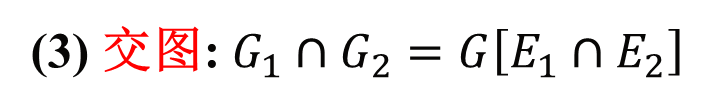 (3) 交图: G₁ ∩ G₂ = G[E₁ ∩ E₂]